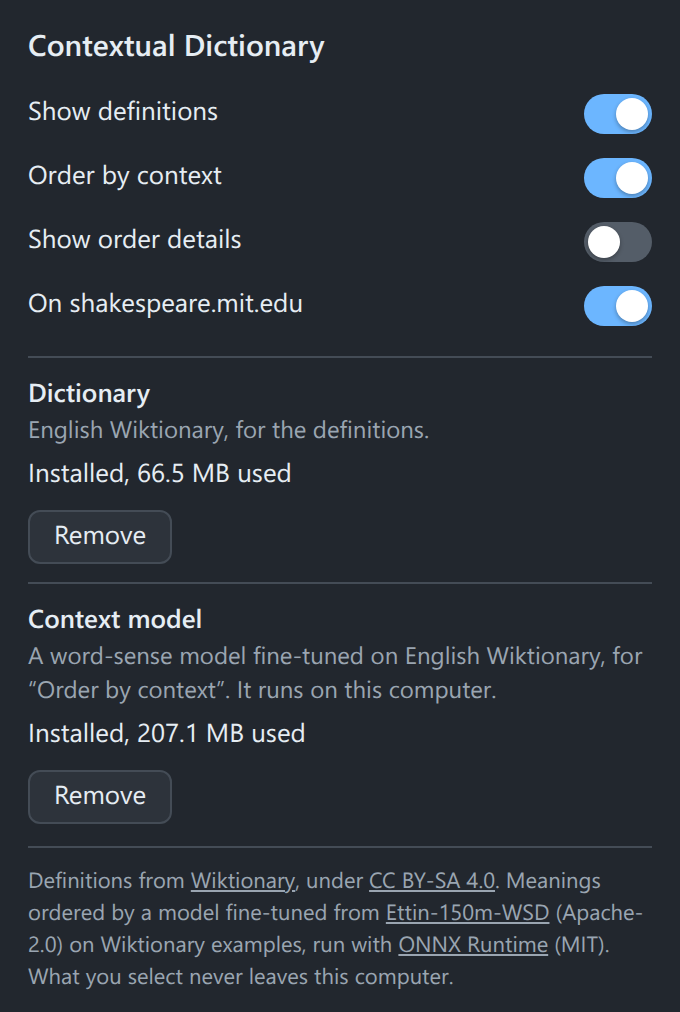 Contextual Dictionary
Show definitions
Order by context
Show order details
On shakespeare.mit.edu
Dictionary
English Wiktionary, for the definitions.
Installed, 66.5 MB used
Remove
Context model
A word-sense model fine-tuned on English Wiktionary, for
“Order by context”. It runs on this computer.
Installed, 207.1 MB used
Remove
Definitions from Wiktionary, under CC BY-SA 4.0. Meanings
ordered by a model fine-tuned from Ettin-150m-WSD (Apache-
2.0) on Wiktionary examples, run with ONNX Runtime (MIT).
What you select never leaves this computer.